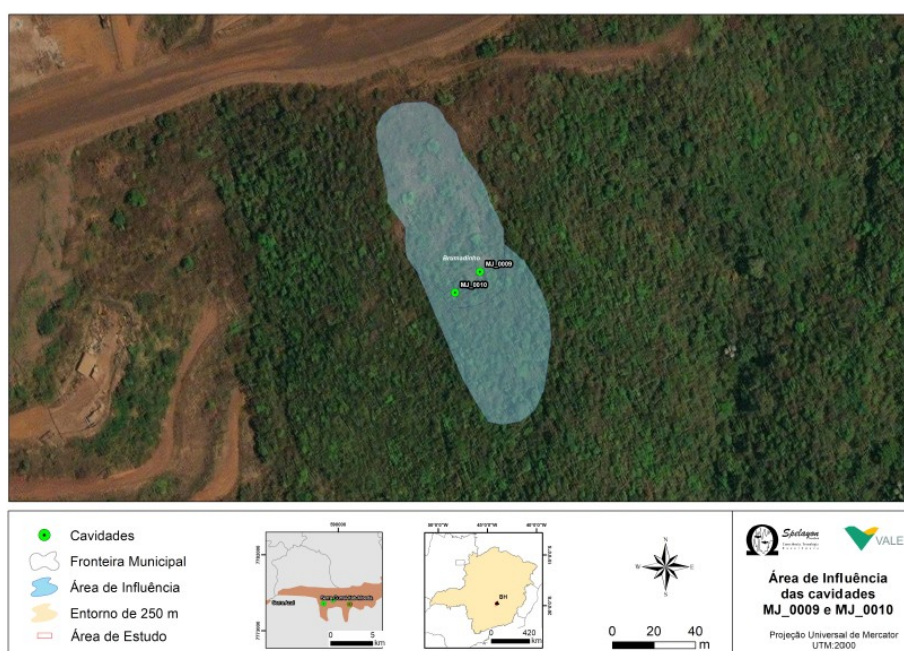 Brumadinho
MJ_0009
MJ_0010
Cavidades
Fronteira Municipal
Área de Influência
Entorno de 250 m
Área de Estudo
0 5
km
BH
0 420
km
N
W E
S
0 20 40
m
Spelayon
VALE
Área de Influência
das cavidades
MJ_0009 e MJ_0010
Projeção Universal de Mercator